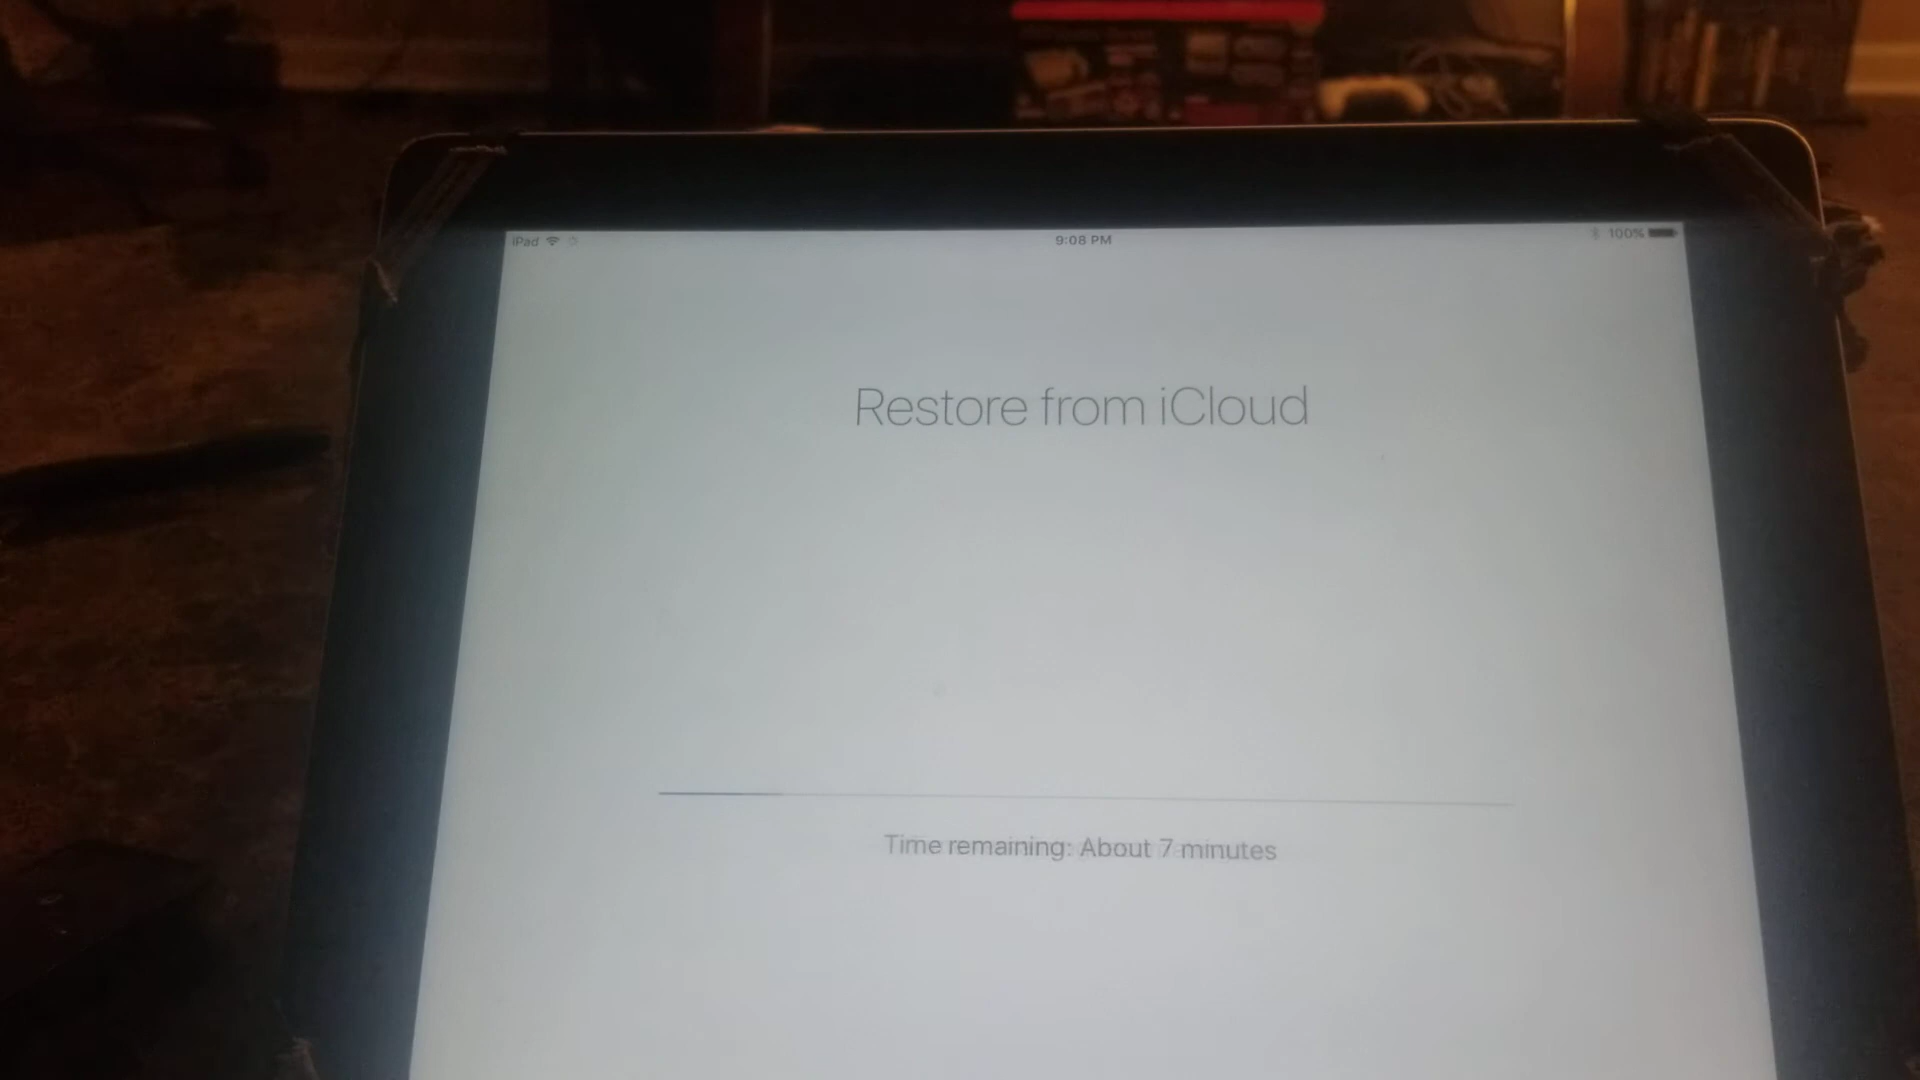 iPad
9:08 PM
100%
Restore from iCloud
Time remaining: About 7 minutes